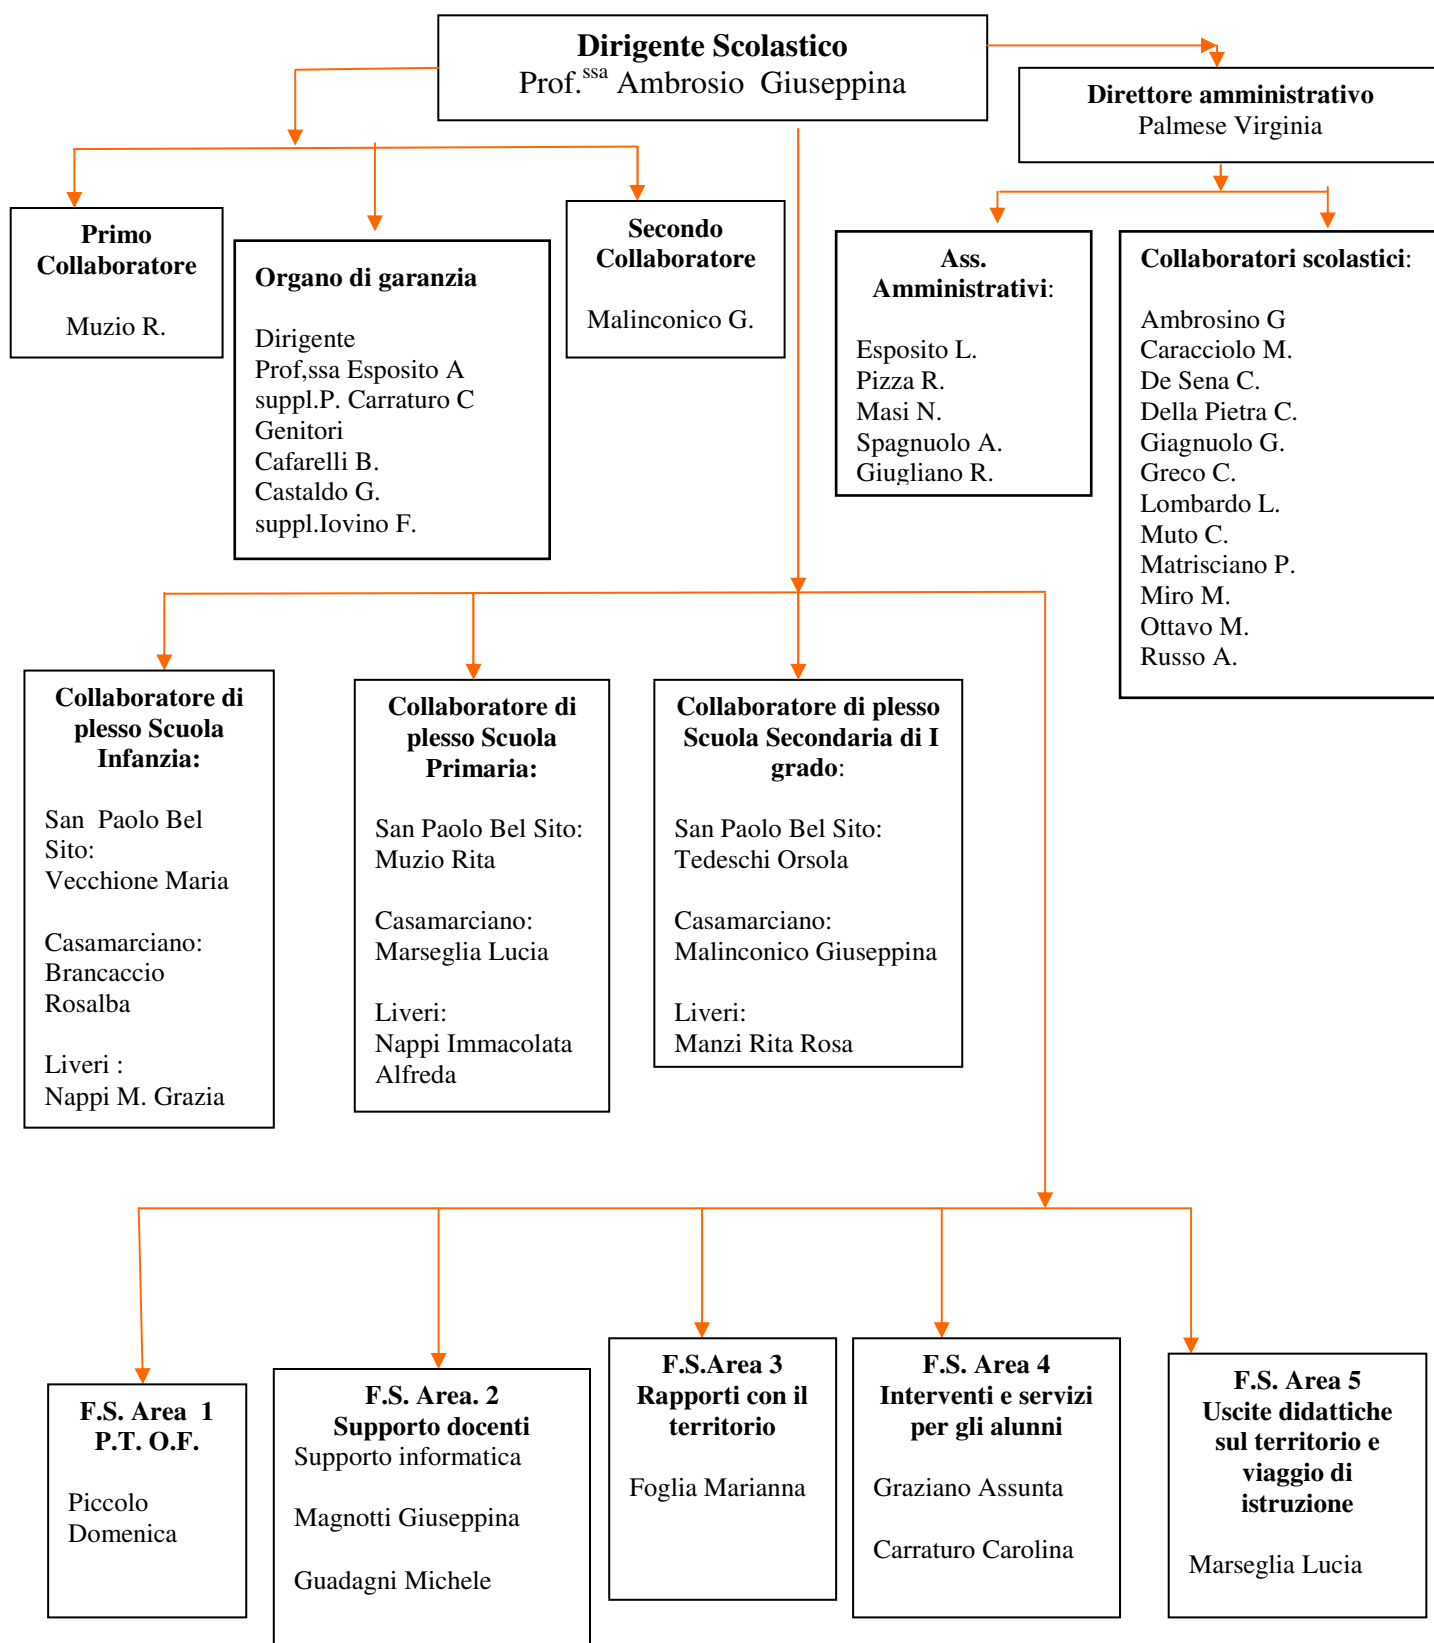 Dirigente Scolastico
Prof.ssa Ambrosio Giuseppina
Direttore amministrativo
Palmese Virginia
Primo
Collaboratore
Muzio R.
Organo di garanzia
Dirigente
Prof,ssa Esposito A
suppl.P. Carraturo C
Genitori
Cafarelli B.
Castaldo G.
suppl.Iovino F.
Secondo
Collaboratore
Malinconico G.
Ass.
Amministrativi:
Esposito L.
Pizza R.
Masi N.
Spagnuolo A.
Giugliano R.
Collaboratori scolastici:
Ambrosino G
Caracciolo M.
De Sena C.
Della Pietra C.
Giagnuolo G.
Greco C.
Lombardo L.
Muto C.
Matrisciano P.
Miro M.
Ottavo M.
Russo A.
Collaboratore di
plesso Scuola
Infanzia:
San Paolo Bel
Sito:
Vecchione Maria
Casamarciano:
Brancaccio
Rosalba
Liveri :
Nappi M. Grazia
Collaboratore di
plesso Scuola
Primaria:
San Paolo Bel Sito:
Muzio Rita
Casamarciano:
Marseglia Lucia
Liveri:
Nappi Immacolata
Alfreda
Collaboratore di plesso
Scuola Secondaria di I
grado:
San Paolo Bel Sito:
Tedeschi Orsola
Casamarciano:
Malinconico Giuseppina
Liveri:
Manzi Rita Rosa
F.S. Area 1
P.T. O.F.
Piccolo
Domenica
F.S. Area. 2
Supporto docenti
Supporto informatica
Magnotti Giuseppina
Guadagni Michele
F.S.Area 3
Rapporti con il
territorio
Foglia Marianna
F.S. Area 4
Interventi e servizi
per gli alunni
Graziano Assunta
Carraturo Carolina
F.S. Area 5
Uscite didattiche
sul territorio e
viaggio di
istruzione
Marseglia Lucia